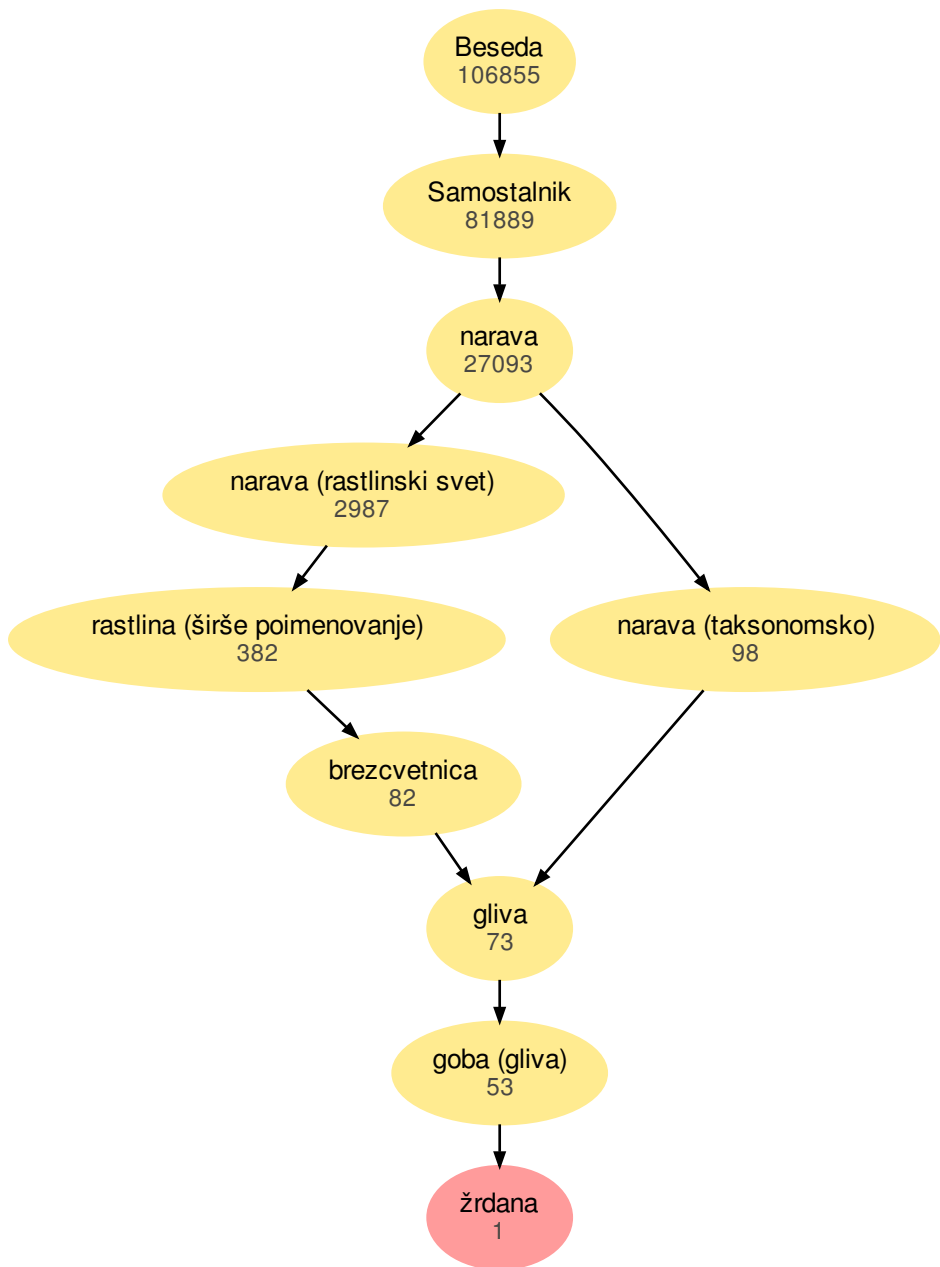 Beseda
106855
Samostalnik
81889
narava
27093
narava (rastlinski svet)
2987
rastlina (širše poimenovanje)
382
narava (taksonomsko)
98
brezcvetnica
82
gliva
73
goba (gliva)
53
žrdana
1